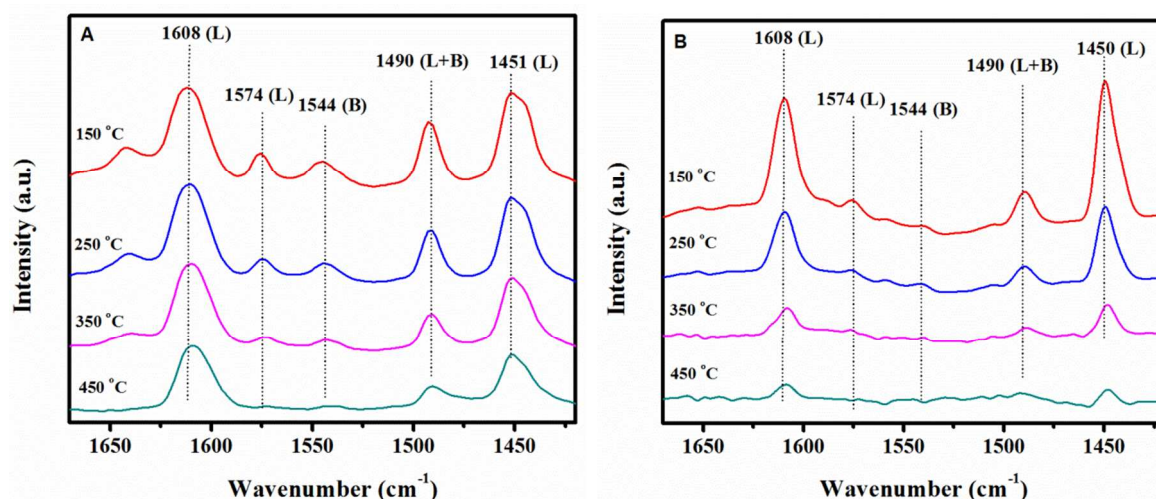 A
1608 (L)
1574 (L)
1544 (B)
1490 (L+B)
1451 (L)
150 °C
250 °C
350 °C
450 °C
Intensity (a.u.)
1650
1600
1550
1500
1450
Wavenumber (cm⁻¹)
B
1608 (L)
1574 (L)
1544 (B)
1490 (L+B)
1450 (L)
150 °C
250 °C
350 °C
450 °C
Intensity (a.u.)
1650
1600
1550
1500
1450
Wavenumber (cm⁻¹)